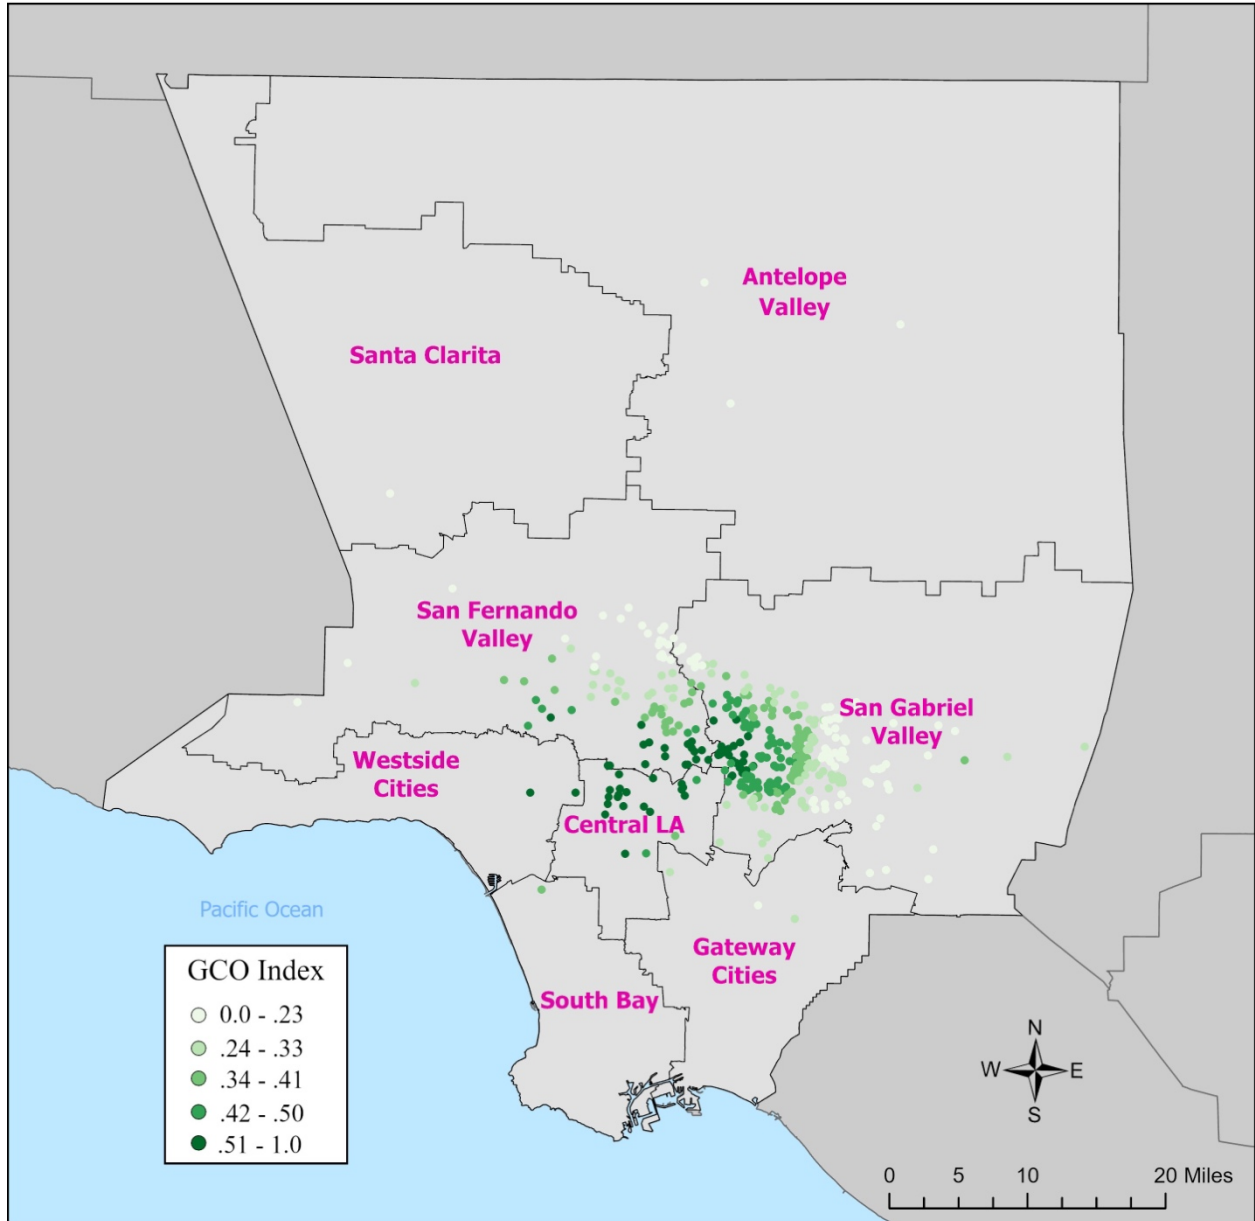 Antelope
Valley
Santa Clarita
San Fernando
Valley
San Gabriel
Valley
Westside
Cities
Central LA
Pacific Ocean
Gateway
Cities
South Bay
GCO Index
0.0 - .23
.24 - .33
.34 - .41
.42 - .50
.51 - 1.0
N
W E
S
0 5 10 20 Miles